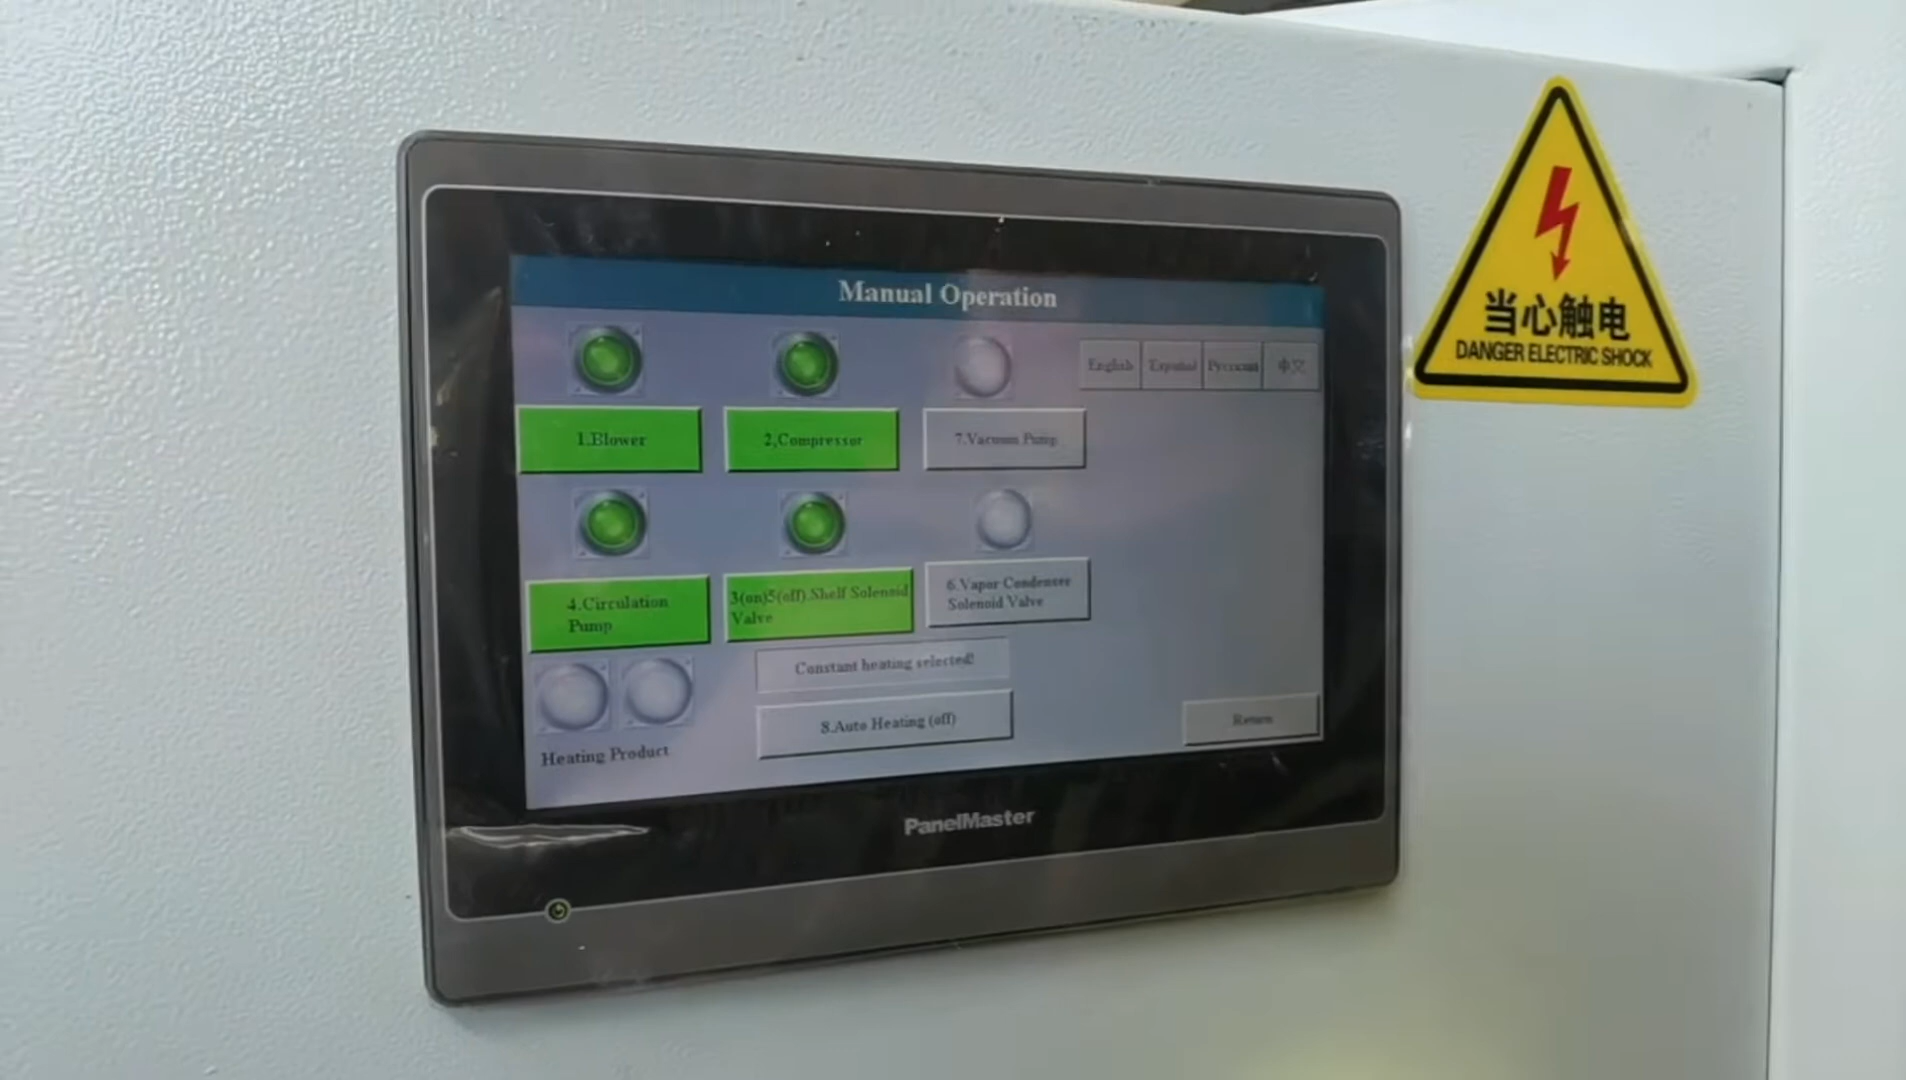 Manual Operation
English Español Русский 中文
1.Blower
2,Compressor
7.Vacuum Pump
4.Circulation
Pump
3(on)5(off).Shelf Solenoid
Valve
6.Vapor Condenser
Solenoid Valve
Constant heating selected!
8.Auto Heating (off)
Heating Product
Return
PanelMaster
当心触电
DANGER ELECTRIC SHOCK